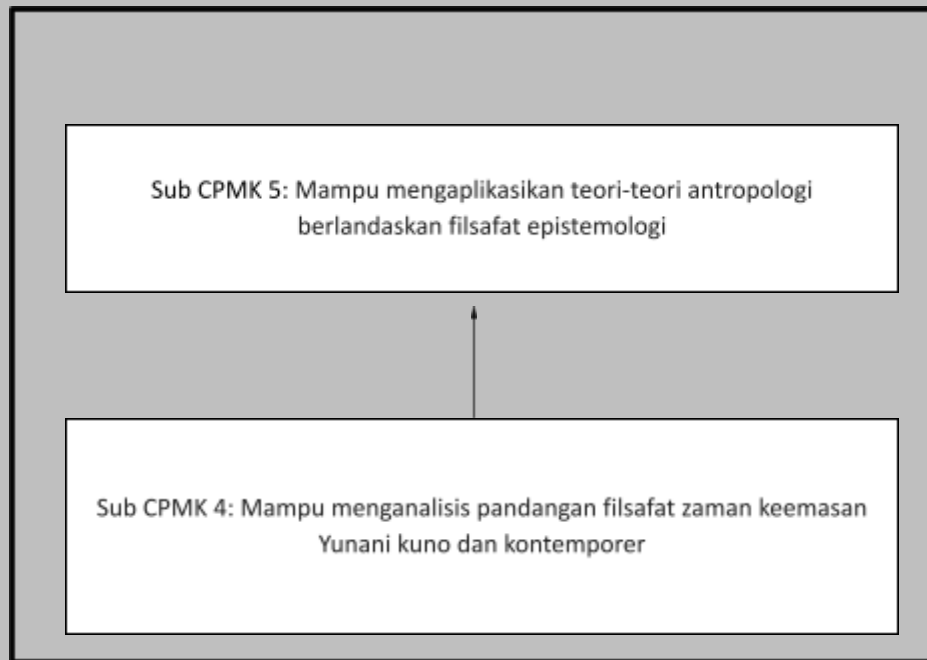 Sub CPMK 5: Mampu mengaplikasikan teori-teori antropologi
berlandaskan filsafat epistemologi
Sub CPMK 4: Mampu menganalisis pandangan filsafat zaman keemasan
Yunani kuno dan kontemporer